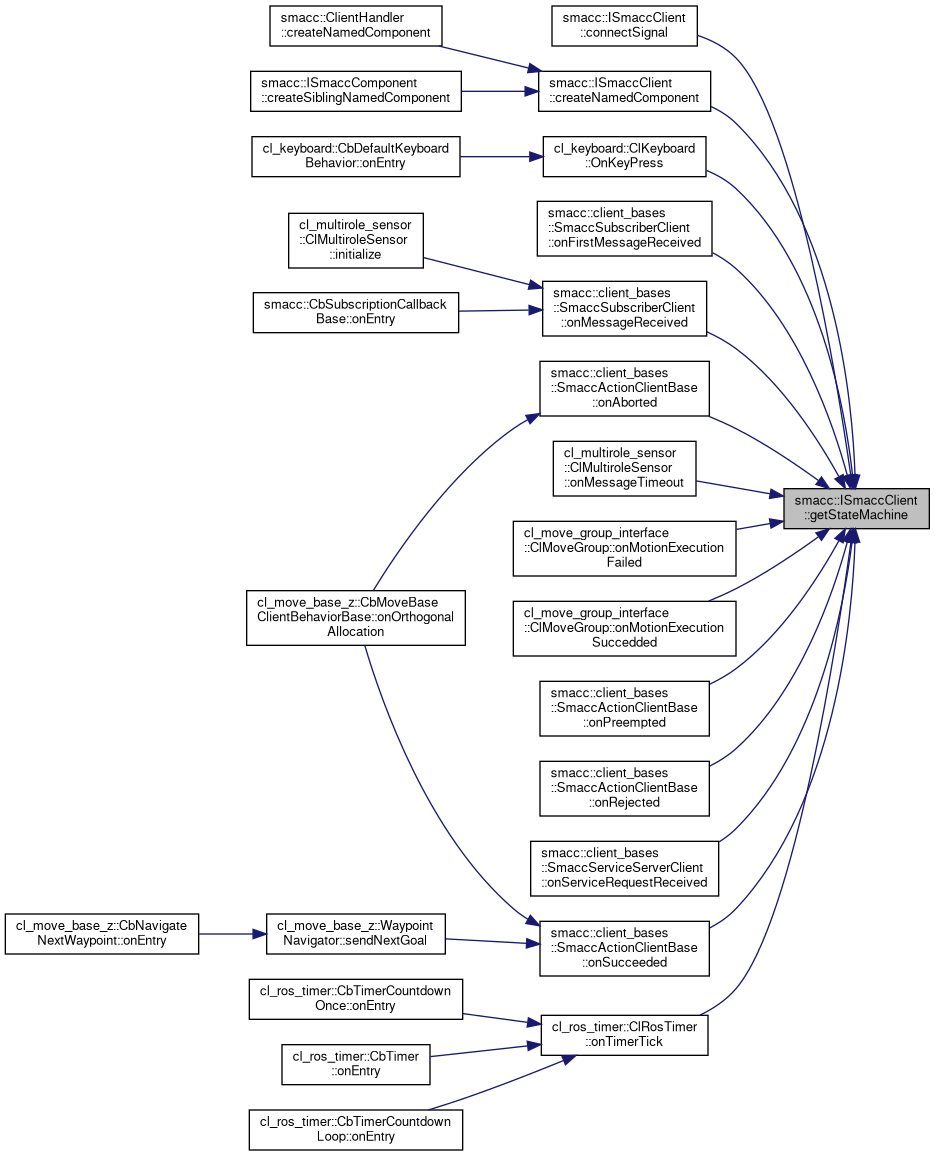 smacc::ClientHandler
::createNamedComponent
smacc::ISmaccClient
::connectSignal
smacc::ISmaccComponent
::createSiblingNamedComponent
smacc::ISmaccClient
::createNamedComponent
cl_keyboard::CbDefaultKeyboard
Behavior::onEntry
cl_keyboard::ClKeyboard
::OnKeyPress
smacc::client_bases
::SmaccSubscriberClient
::onFirstMessageReceived
cl_multirole_sensor
::ClMultiroleSensor
::initialize
smacc::CbSubscriptionCallback
Base::onEntry
smacc::client_bases
::SmaccSubscriberClient
::onMessageReceived
smacc::client_bases
::SmaccActionClientBase
::onAborted
cl_multirole_sensor
::ClMultiroleSensor
::onMessageTimeout
smacc::ISmaccClient
::getStateMachine
cl_move_group_interface
::ClMoveGroup::onMotionExecution
Failed
cl_move_base_z::CbMoveBase
ClientBehaviorBase::onOrthogonal
Allocation
cl_move_group_interface
::ClMoveGroup::onMotionExecution
Succedded
smacc::client_bases
::SmaccActionClientBase
::onPreempted
smacc::client_bases
::SmaccActionClientBase
::onRejected
smacc::client_bases
::SmaccServiceServerClient
::onServiceRequestReceived
cl_move_base_z::CbNavigate
NextWaypoint::onEntry
cl_move_base_z::Waypoint
Navigator::sendNextGoal
smacc::client_bases
::SmaccActionClientBase
::onSucceeded
cl_ros_timer::CbTimerCountdown
Once::onEntry
cl_ros_timer::ClRosTimer
::onTimerTick
cl_ros_timer::CbTimer
::onEntry
cl_ros_timer::CbTimerCountdown
Loop::onEntry